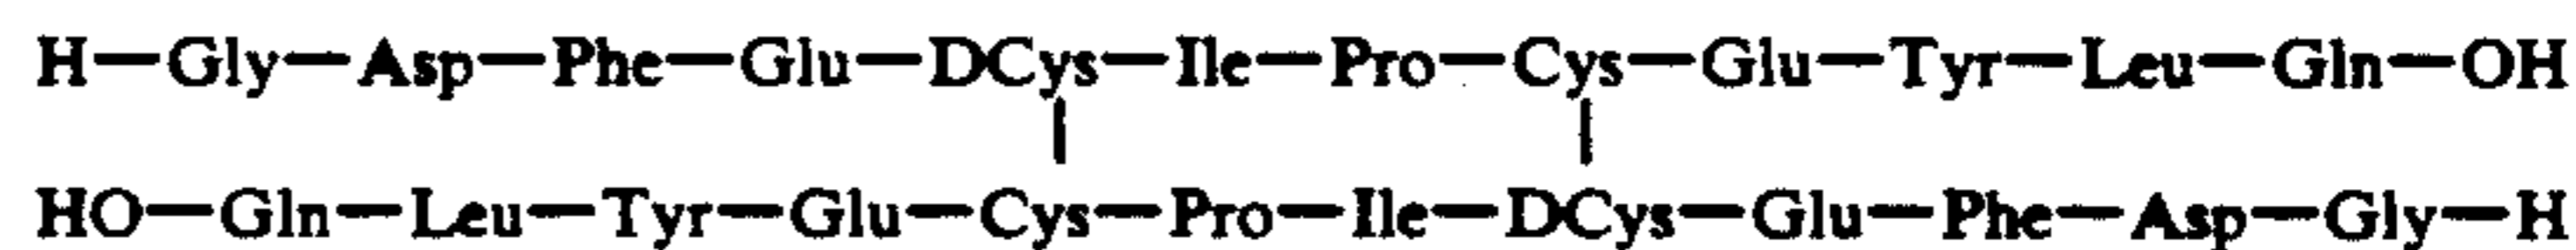 H—Gly—Asp—Phe—Glu—DCys—Ile—Pro—Cys—Glu—Tyr—Leu—Gln—OH
HO—Gln—Leu—Tyr—Glu—Cys—Pro—Ile—DCys—Glu—Phe—Asp—Gly—H